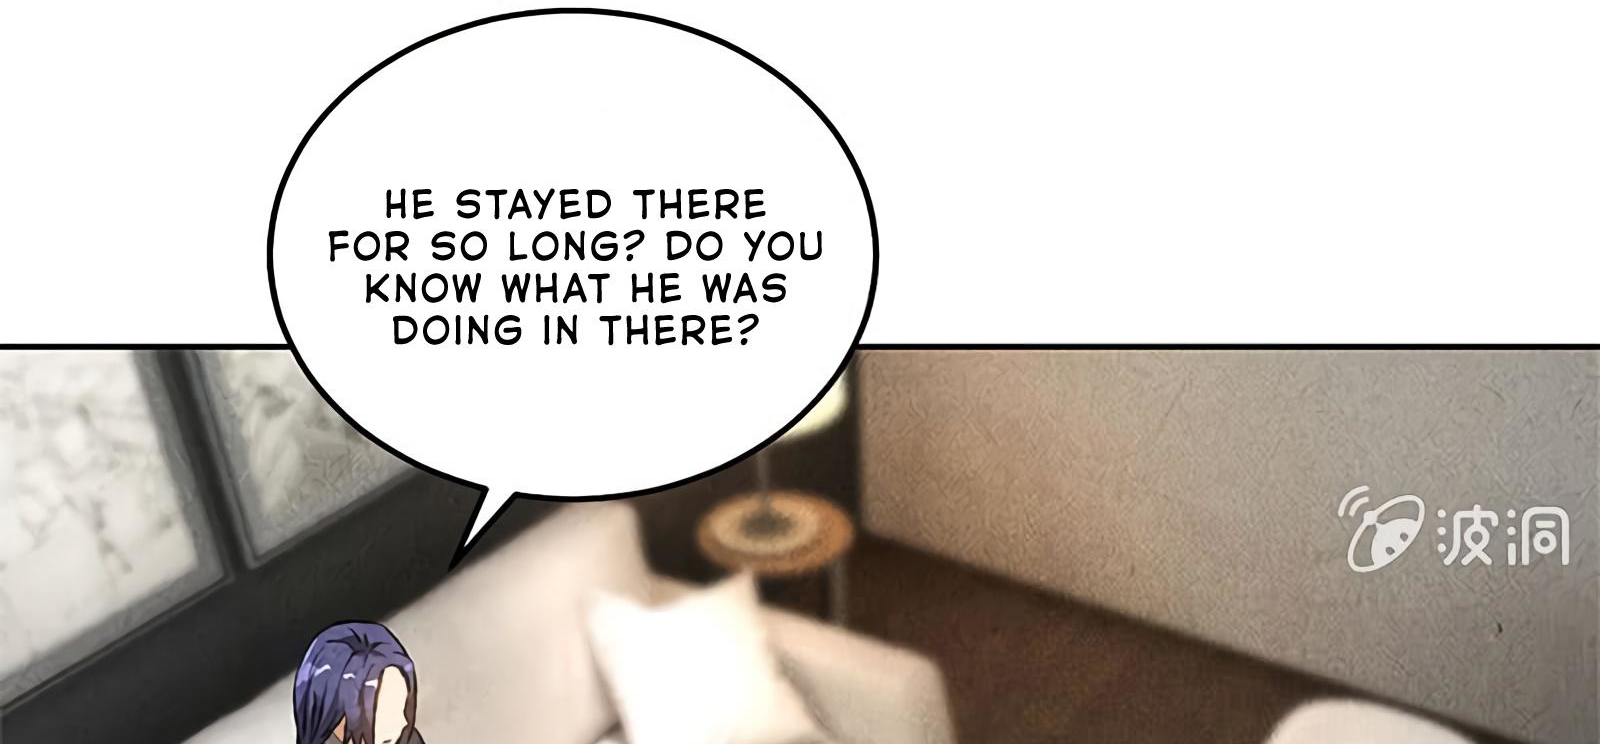 HE STAYED THERE
FOR SO LONG? DO YOU
KNOW WHAT HE WAS
DOING IN THERE?
波洞